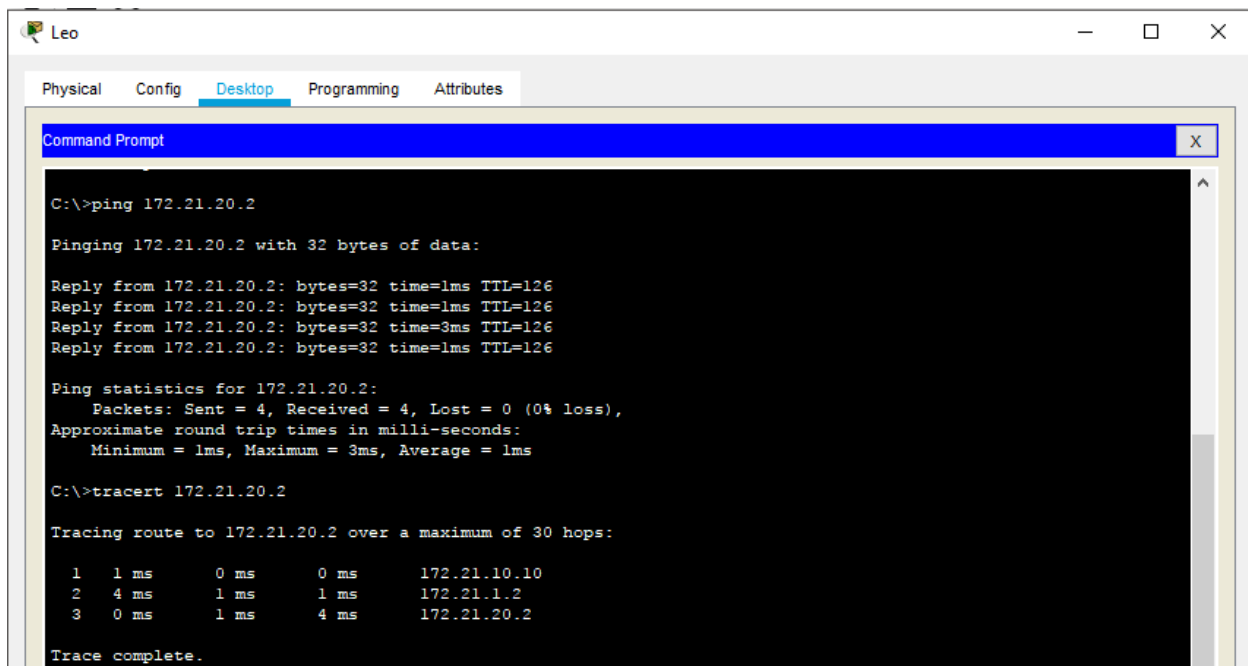 Leo
Physical Config Desktop Programming Attributes
Command Prompt
X
C:\>ping 172.21.20.2
Pinging 172.21.20.2 with 32 bytes of data:
Reply from 172.21.20.2: bytes=32 time=1ms TTL=126
Reply from 172.21.20.2: bytes=32 time=1ms TTL=126
Reply from 172.21.20.2: bytes=32 time=3ms TTL=126
Reply from 172.21.20.2: bytes=32 time=1ms TTL=126
Ping statistics for 172.21.20.2:
Packets: Sent = 4, Received = 4, Lost = 0 (0% loss),
Approximate round trip times in milli-seconds:
Minimum = 1ms, Maximum = 3ms, Average = 1ms
C:\>tracert 172.21.20.2
Tracing route to 172.21.20.2 over a maximum of 30 hops:
1 1 ms 0 ms 0 ms 172.21.10.10
2 4 ms 1 ms 1 ms 172.21.1.2
3 0 ms 1 ms 4 ms 172.21.20.2
Trace complete.